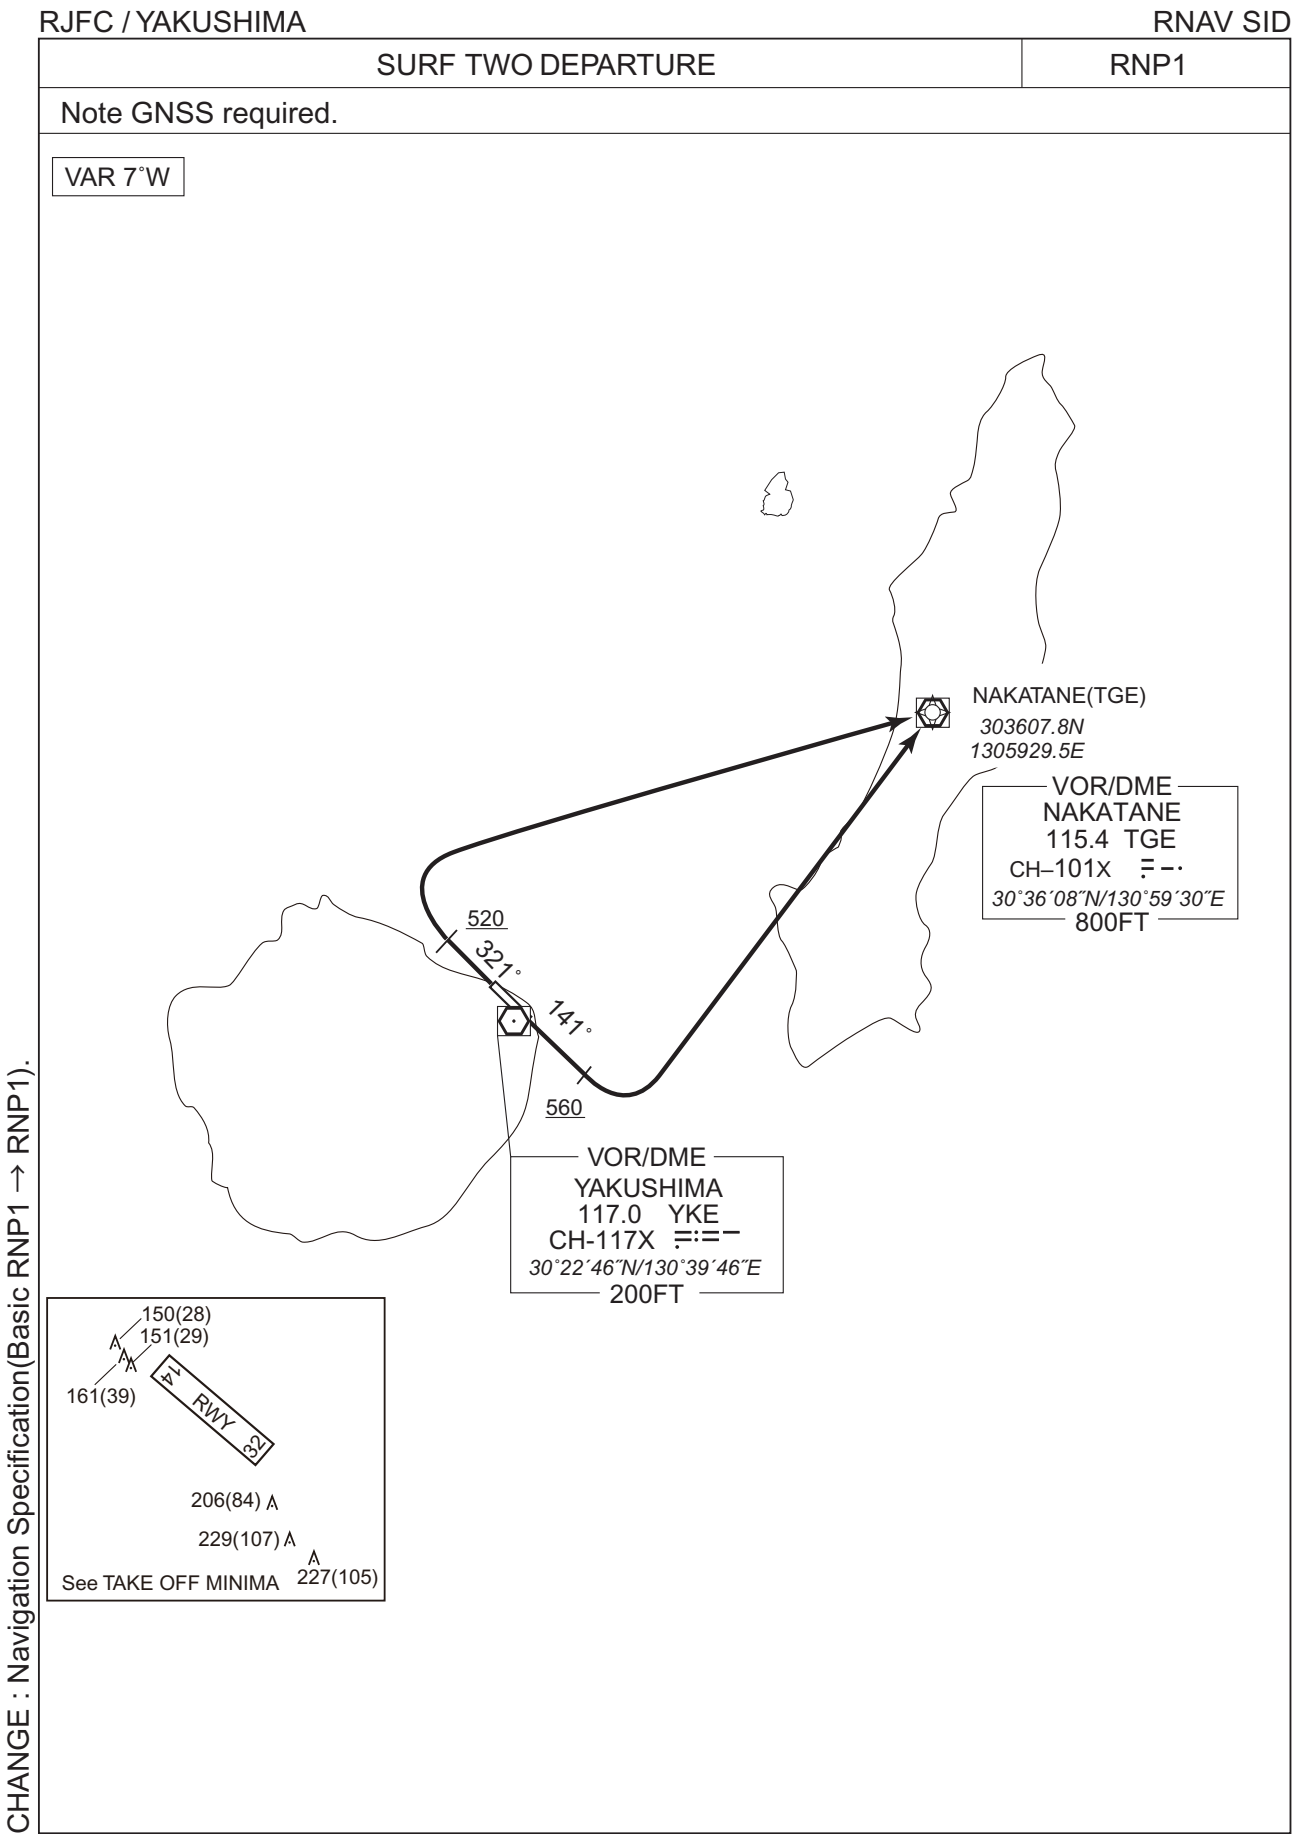 RJFC / YAKUSHIMA
RNAV SID
SURF TWO DEPARTURE
RNP1
Note GNSS required.
VAR 7˚W
NAKATANE(TGE)
303607.8N
1305929.5E
VOR/DME
NAKATANE
115.4 TGE
CH–101X
30˚36´08˝N/130˚59´30˝E
800FT
520
321˚
141˚
560
VOR/DME
YAKUSHIMA
117.0 YKE
CH-117X
30˚22´46˝N/130˚39´46˝E
200FT
150(28)
151(29)
161(39)
14 RWY 32
206(84)
229(107)
227(105)
See TAKE OFF MINIMA
CHANGE : Navigation Specification(Basic RNP1 → RNP1).